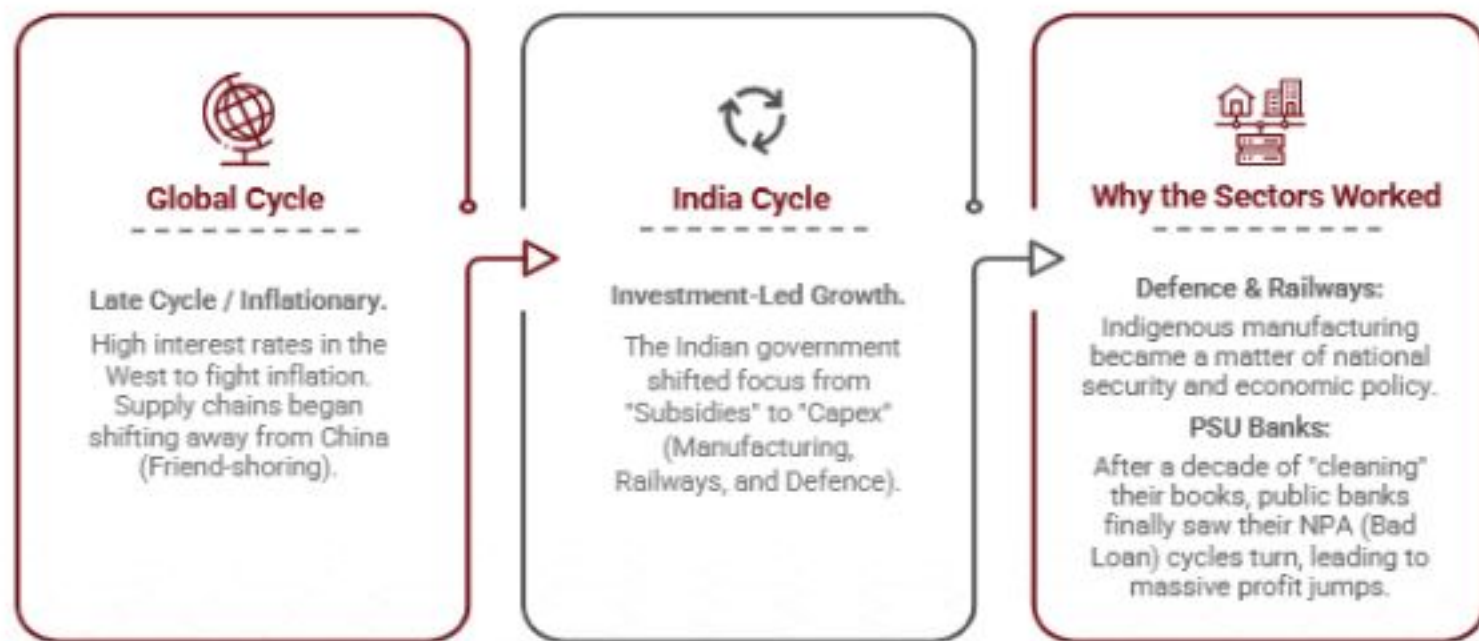 Global Cycle
Late Cycle / Inflationary.
High interest rates in the
West to fight inflation.
Supply chains began
shifting away from China
(Friend-shoring).
India Cycle
Investment-Led Growth.
The Indian government
shifted focus from
"Subsidies" to "Capex"
(Manufacturing,
Railways, and Defence).
Why the Sectors Worked
Defence & Railways:
Indigenous manufacturing
became a matter of national
security and economic policy.
PSU Banks:
After a decade of "cleaning"
their books, public banks
finally saw their NPA (Bad
Loan) cycles turn, leading to
massive profit jumps.